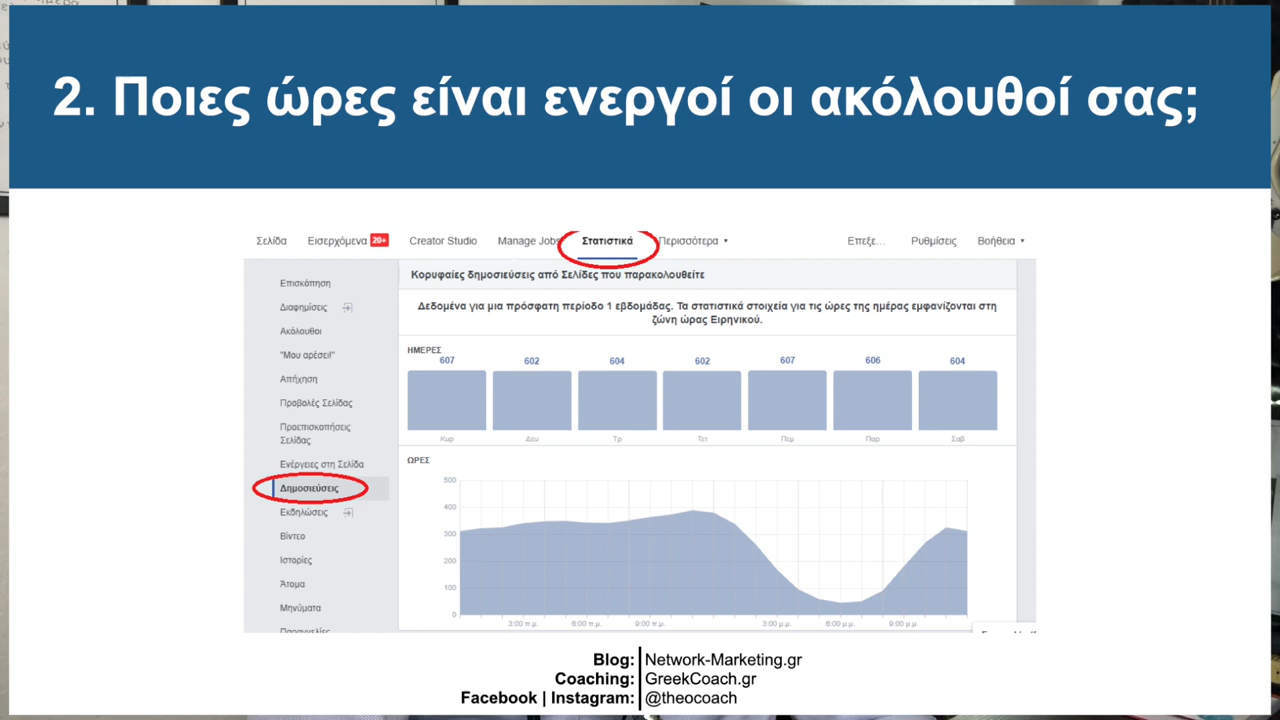 2. Ποιες ώρες είναι ενεργοί οι ακόλουθοί σας;
Σελίδα Εισερχόμενα 20+ Creator Studio Manage Jobs Στατιστικά Περισσότερα Επεξε... Ρυθμίσεις Βοήθεια
Επισκόπηση
Διαφημίσεις
Ακόλουθοι
"Μου αρέσει!"
Απήχηση
Προβολές Σελίδας
Προεπισκοπήσεις
Σελίδας
Ενέργειες στη Σελίδα
Δημοσιεύσεις
Εκδηλώσεις
Βίντεο
Ιστορίες
Άτομα
Μηνύματα
Παραγγελίες
Κορυφαίες δημοσιεύσεις από Σελίδες που παρακολουθείτε
Δεδομένα για μια πρόσφατη περίοδο 1 εβδομάδας. Τα στατιστικά στοιχεία για τις ώρες της ημέρας εμφανίζονται στη
ζώνη ώρας Ειρηνικού.
ΗΜΕΡΕΣ
607 602 604 602 607 606 604
Κυρ Δευ Τρ Τετ Πεμ Παρ Σαβ
ΩΡΕΣ
500
400
300
200
100
0
3:00 π.μ. 6:00 π.μ. 9:00 π.μ. 3:00 μ.μ. 6:00 μ.μ. 9:00 μ.μ.
Blog: Network-Marketing.gr
Coaching: GreekCoach.gr
Facebook | Instagram: @theocoach